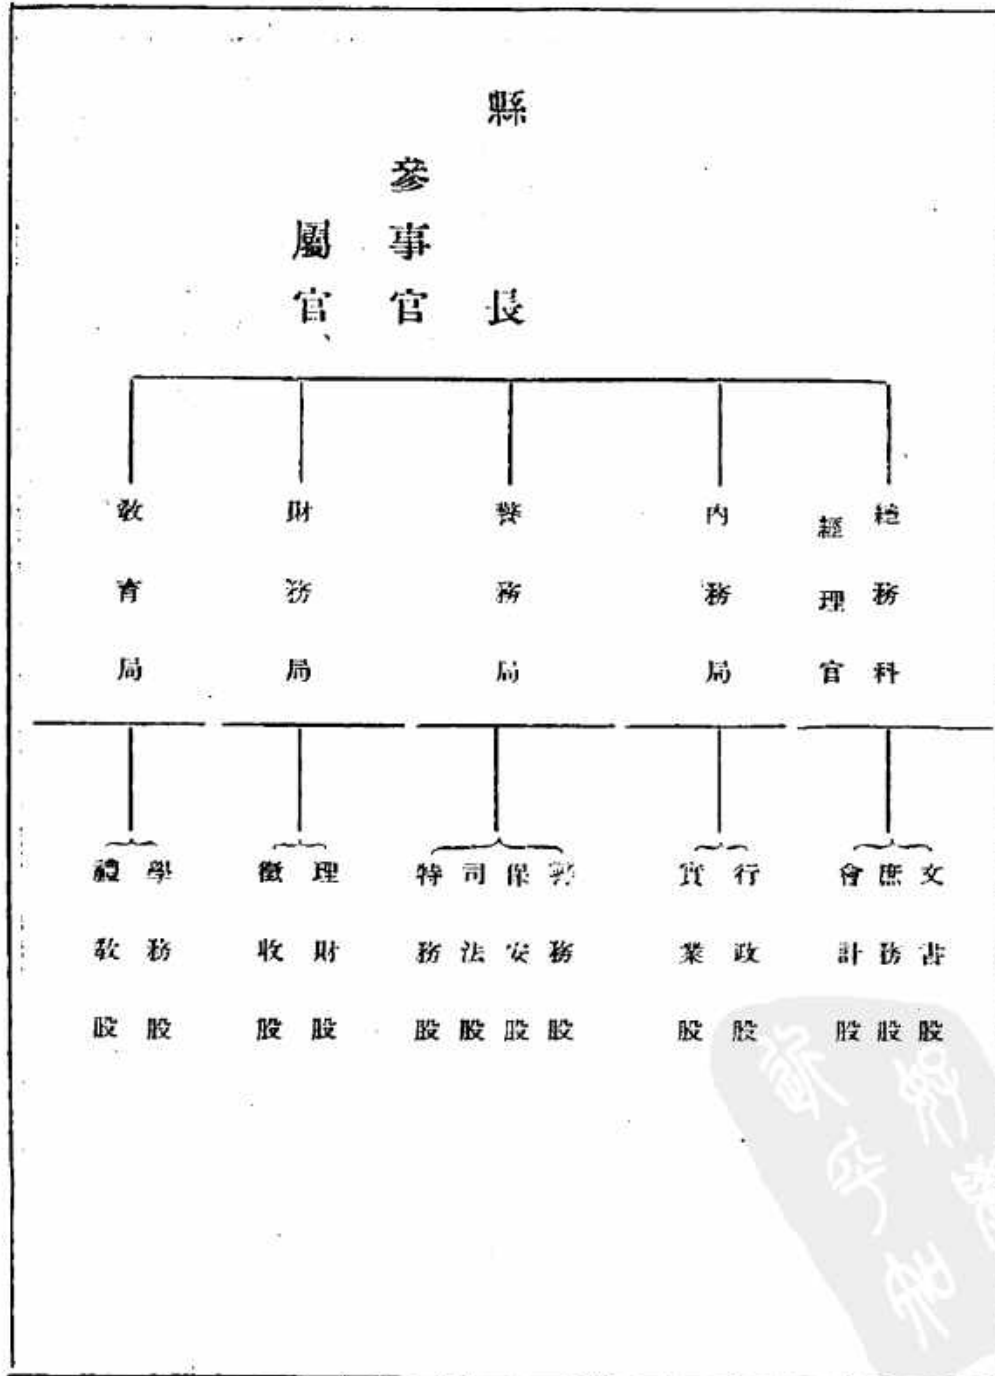 縣長
參事官
屬官
總務科
經理官
內務局
警務局
財務局
教育局
文書股
庶務股
會計股
行政股
實業股
警務股
保安股
司法股
特務股
理財股
徵收股
學務股
禮教股